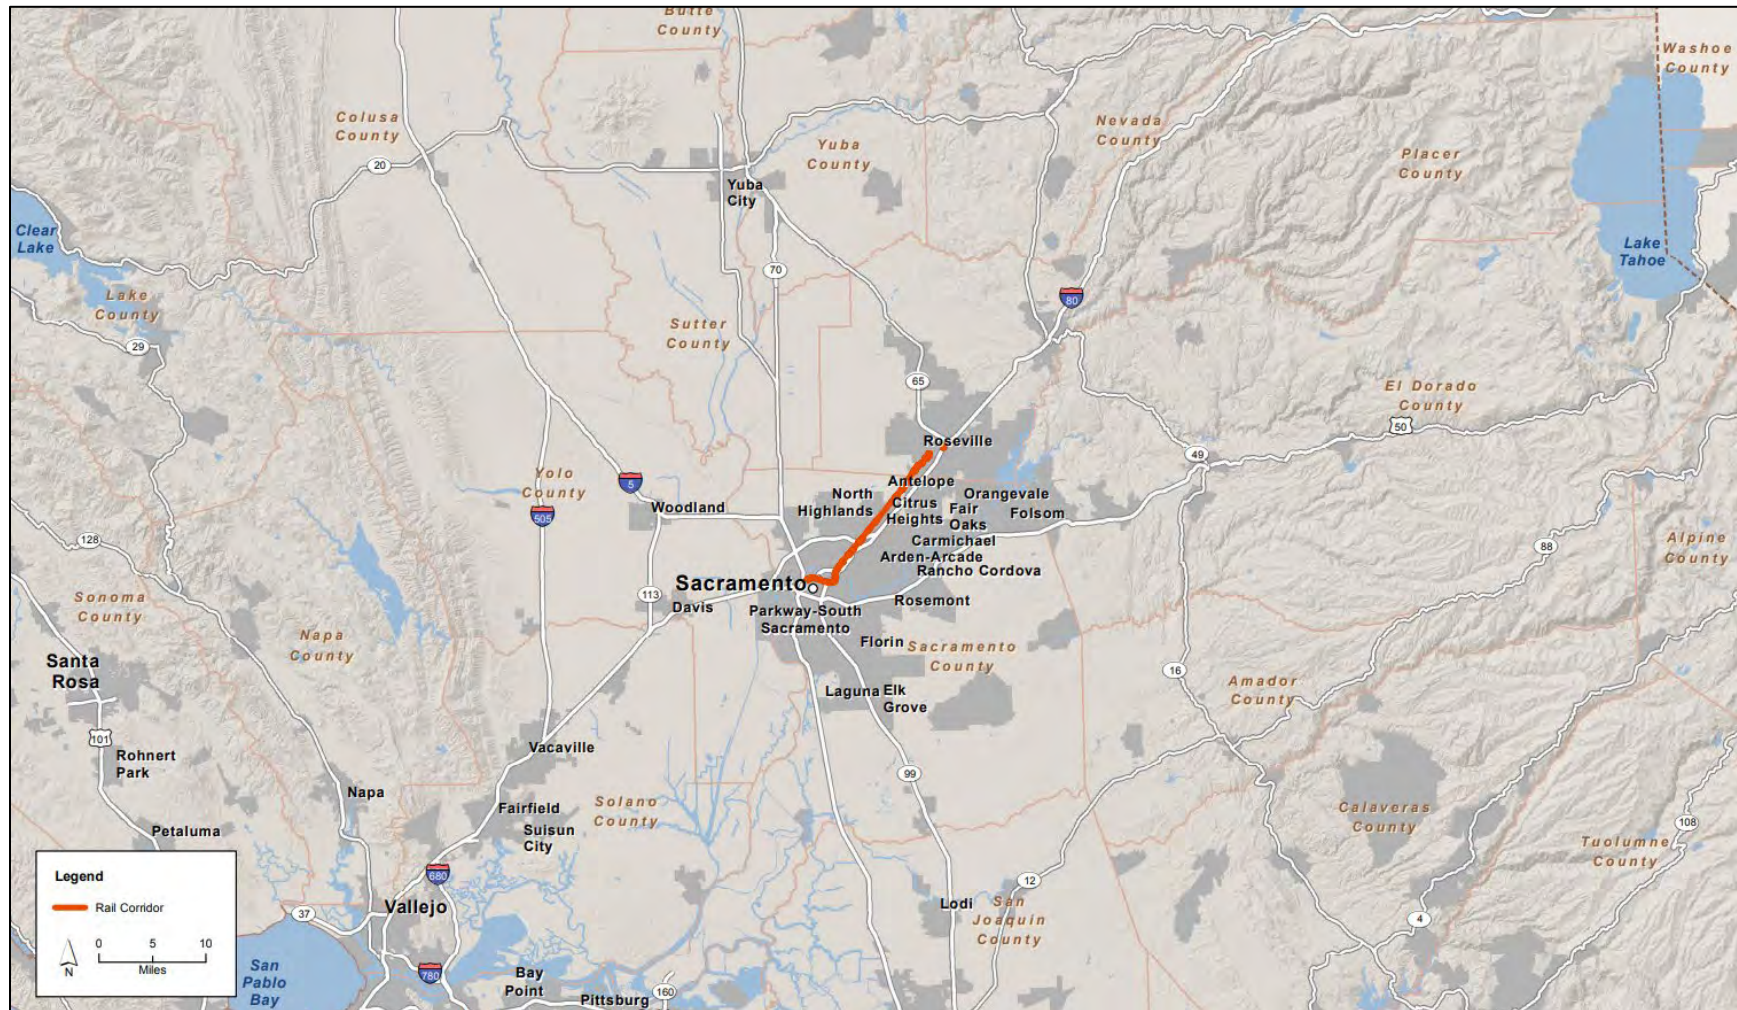 Butte
County
Washoe
County
Colusa
County
Nevada
County
Yuba
County
Placer
County
20
Yuba
City
Clear
Lake
Lake
Tahoe
70
80
Lake
County
Sutter
County
29
65
El Dorado
County
50
Roseville
49
Yolo
County
5
Antelope
North
Highlands
Citrus
Heights
Orangevale
Fair
Oaks
Folsom
Woodland
505
128
Carmichael
Arden-Arcade
Rancho Cordova
88
Alpine
County
Sacramento
113
Davis
Parkway-South
Sacramento
Rosemont
Sonoma
County
Napa
County
Florin
Sacramento
County
Santa
Rosa
16
Amador
County
Laguna
Elk
Grove
101
Rohnert
Park
Vacaville
99
Napa
Fairfield
Suisun
City
Solano
County
Calaveras
County
Petaluma
108
Tuolumne
County
Legend
Rail Corridor
0 5 10
Miles
N
680
Vallejo
37
12
Lodi
San
Joaquin
County
4
San
Pablo
Bay
780
Bay
Point
Pittsburg
160